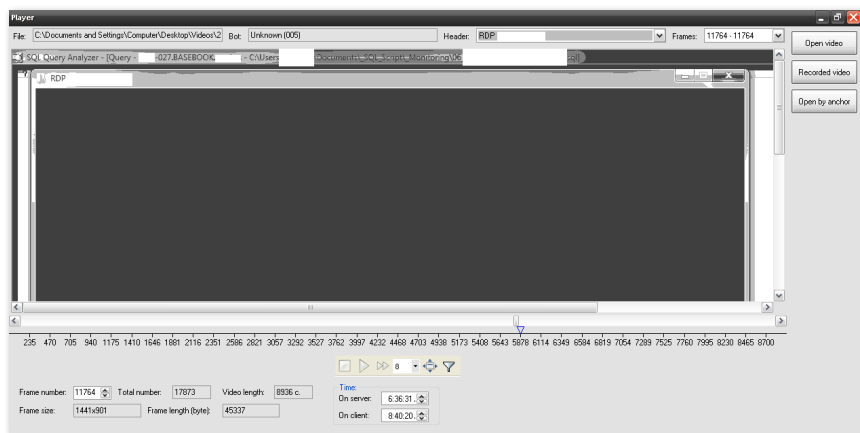 Player
File: C:\Documents and Settings\Computer\Desktop\Videos\2 Bot: Unknown (005) Header: RDP Frames: 11764 - 11764
Open video
SQL Query Analyzer - [Query - -027.BASEBOOK. - C:\Users Documents\_SQL_Scripts_Monitoring\06 .sql]
RDP
Recorded video
Open by anchor
235 470 705 940 1175 1410 1646 1881 2116 2351 2586 2821 3057 3292 3527 3762 3997 4232 4468 4703 4938 5173 5408 5643 5878 6114 6349 6584 6819 7054 7289 7525 7760 7995 8230 8465 8700
8
Frame number: 11764 Total number: 17873 Video length: 8936 c.
Time:
On server: 6:36:31.
Frame size: 1441x901 Frame length (byte): 45337
On client: 8:40:20.